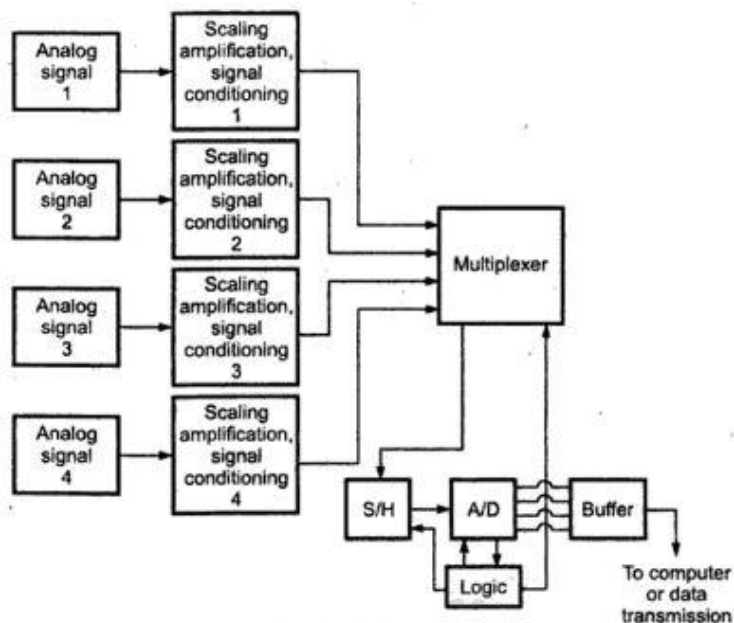 Analog
signal
1
Scaling
amplification,
signal
conditioning
1
Analog
signal
2
Scaling
amplification,
signal
conditioning
2
Multiplexer
Analog
signal
3
Scaling
amplification,
signal
conditioning
3
Analog
signal
4
Scaling
amplification,
signal
conditioning
4
S/H
A/D
Buffer
Logic
To computer
or data
transmission